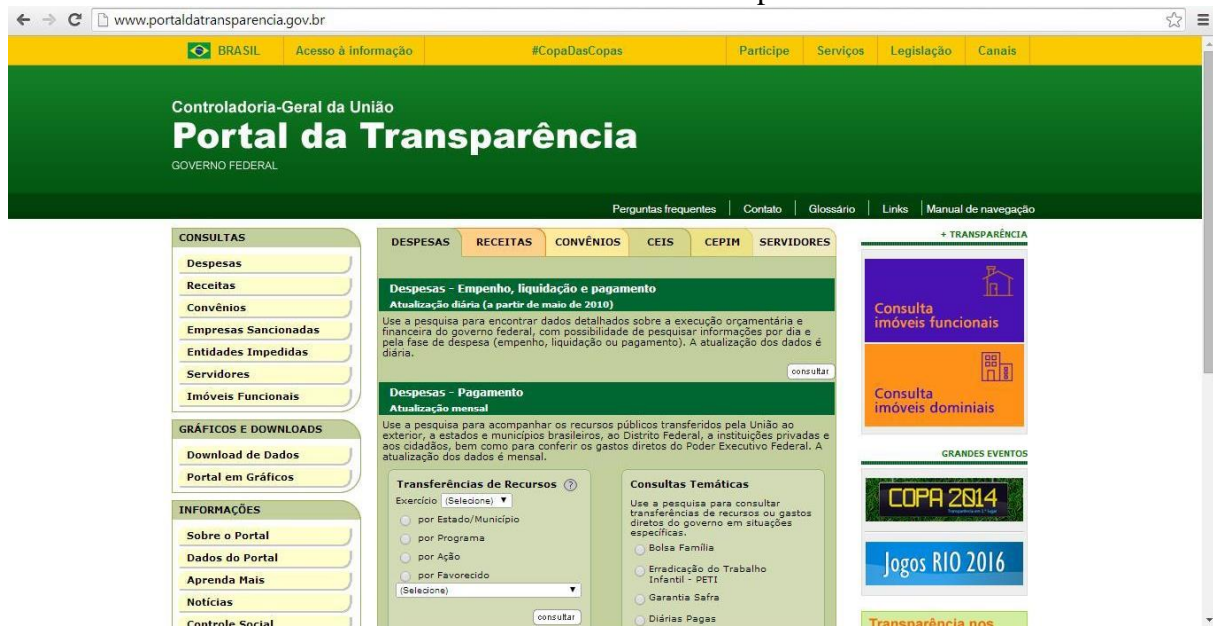 www.portaldatransparencia.gov.br
BRASIL Acesso à informação #CopaDasCopas Participe Serviços Legislação Canais
Controladoria-Geral da União
Portal da Transparência
GOVERNO FEDERAL
Perguntas frequentes Contato Glossário Links Manual de navegação
CONSULTAS
Despesas
Receitas
Convênios
Empresas Sancionadas
Entidades Impedidas
Servidores
Imóveis Funcionais
GRÁFICOS E DOWNLOADS
Download de Dados
Portal em Gráficos
INFORMAÇÕES
Sobre o Portal
Dados do Portal
Aprenda Mais
Notícias
Controle Social
DESPESAS RECEITAS CONVÊNIOS CEIS CEPIM SERVIDORES
Despesas - Empenho, liquidação e pagamento
Atualização diária (a partir de maio de 2010)
Use a pesquisa para encontrar dados detalhados sobre a execução orçamentária e
financeira do governo federal, com possibilidade de pesquisar informações por dia e
pela fase de despesa (empenho, liquidação ou pagamento). A atualização dos dados é
diária.
consultar
Despesas - Pagamento
Atualização mensal
Use a pesquisa para acompanhar os recursos públicos transferidos pela União ao
exterior, a estados e municípios brasileiros, ao Distrito Federal, a instituições privadas e
aos cidadãos, bem como para conferir os gastos diretos do Poder Executivo Federal. A
atualização dos dados é mensal.
Transferências de Recursos ?
Exercício (Selecione)
por Estado/Município
por Programa
por Ação
por Favorecido
(Selecione)
consultar
Consultas Temáticas
Use a pesquisa para consultar
transferências de recursos ou gastos
diretos do governo em situações
específicas.
Bolsa Família
Erradicação do Trabalho
Infantil - PETI
Garantia Safra
Diárias Pagas
+ TRANSPARÊNCIA
Consulta
imóveis funcionais
Consulta
imóveis dominiais
GRANDES EVENTOS
COPA 2014
Jogos RIO 2016
Transparência nos